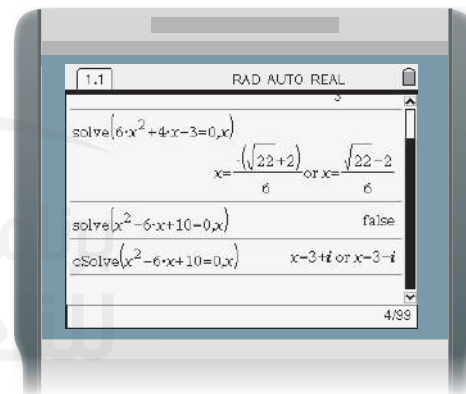 1.1 RAD AUTO REAL
solve(6·x²+4·x−3=0,x)
x=-(√22+2)/6 or x=(√22−2)/6
solve(x²−6·x+10=0,x) false
cSolve(x²−6·x+10=0,x) x=3+i or x=3−i
4/99